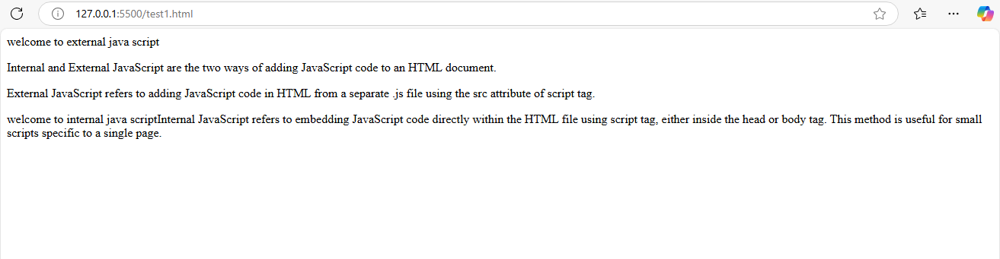 127.0.0.1:5500/test1.html
welcome to external java script
Internal and External JavaScript are the two ways of adding JavaScript code to an HTML document.
External JavaScript refers to adding JavaScript code in HTML from a separate .js file using the src attribute of script tag.
welcome to internal java scriptInternal JavaScript refers to embedding JavaScript code directly within the HTML file using script tag, either inside the head or body tag. This method is useful for small
scripts specific to a single page.